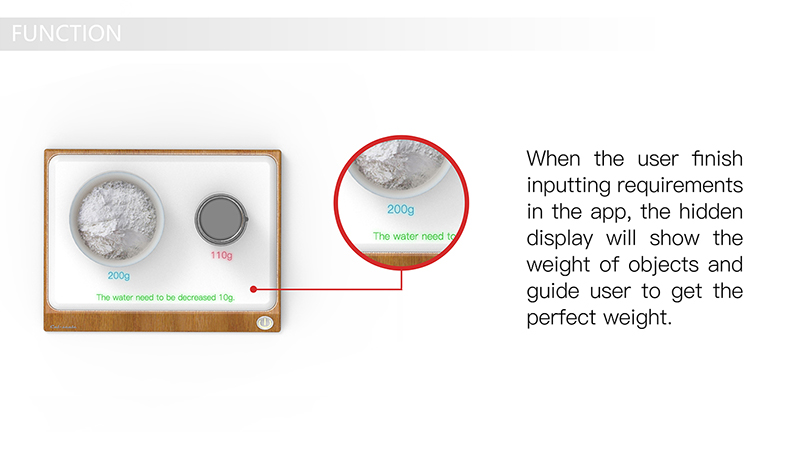 FUNCTION
200g
110g
The water need to be decreased 10g.
200g
The water need to
When the user finish
inputting requirements
in the app, the hidden
display will show the
weight of objects and
guide user to get the
perfect weight.